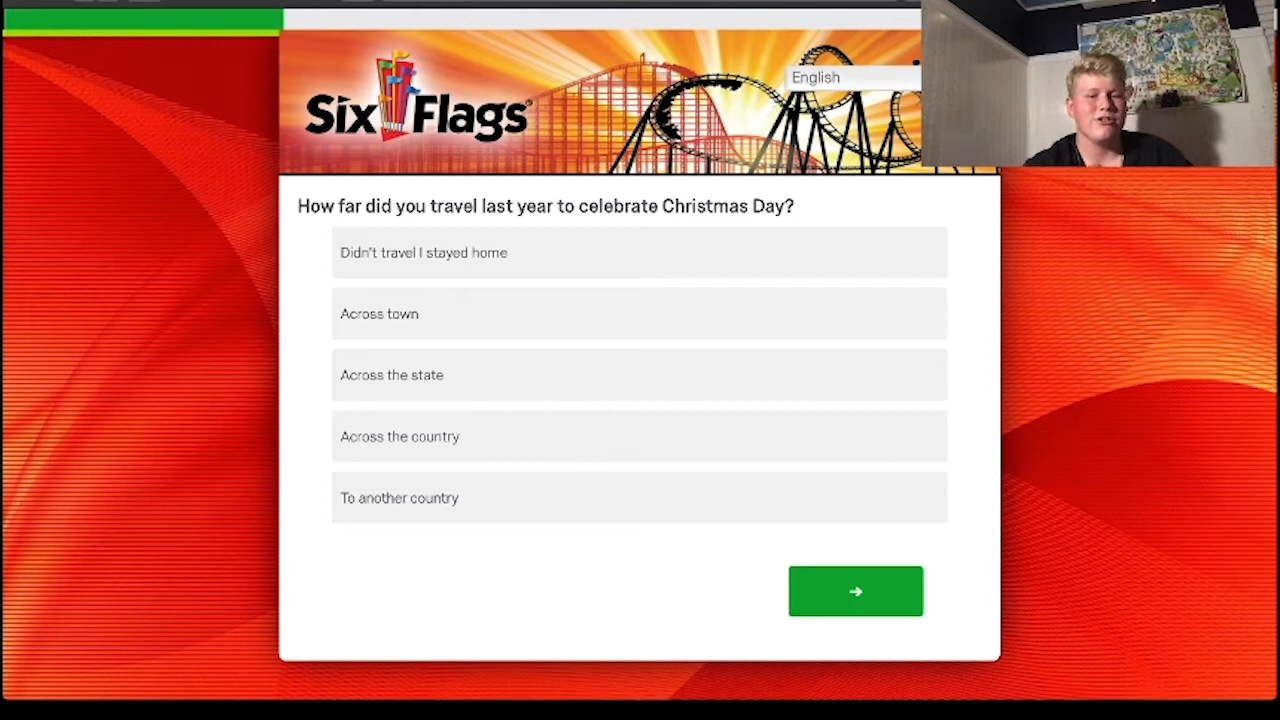 Six Flags
English
How far did you travel last year to celebrate Christmas Day?
Didn't travel I stayed home
Across town
Across the state
Across the country
To another country